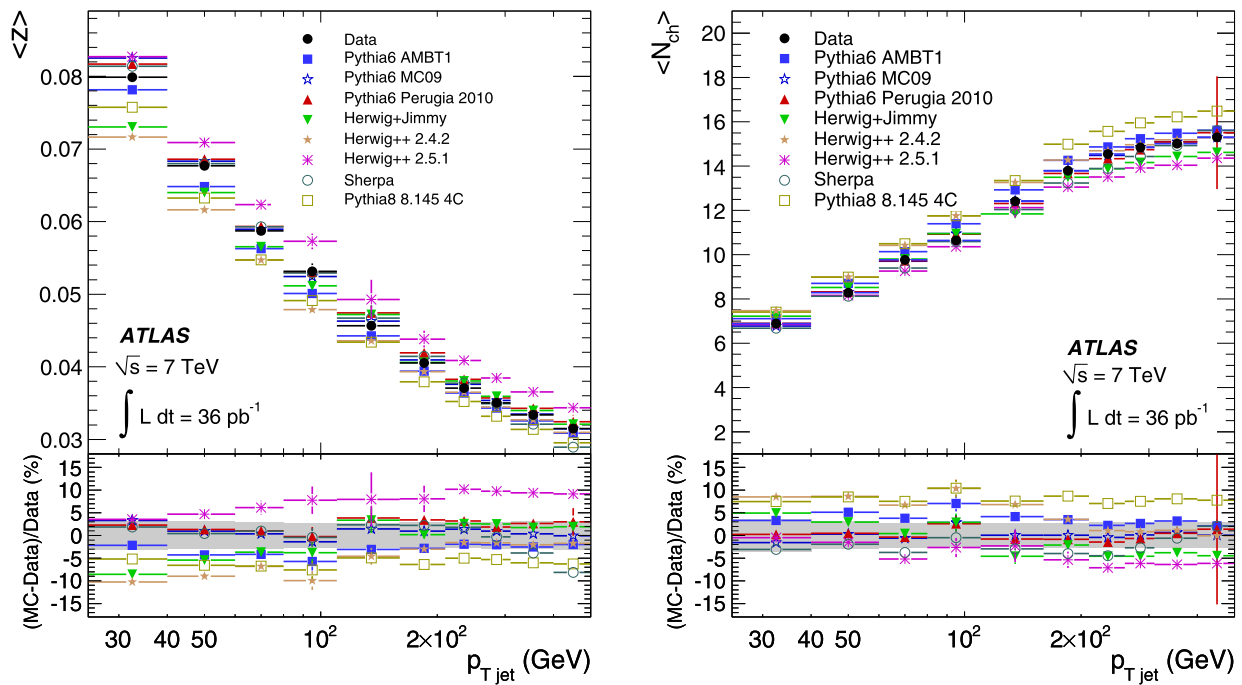 <z>
0.08
0.07
0.06
0.05
0.04
0.03
Data
Pythia6 AMBT1
Pythia6 MC09
Pythia6 Perugia 2010
Herwig+Jimmy
Herwig++ 2.4.2
Herwig++ 2.5.1
Sherpa
Pythia8 8.145 4C
ATLAS
√s = 7 TeV
∫ L dt = 36 pb⁻¹
(MC-Data)/Data (%)
15
10
5
0
-5
-10
-15
30 40 50 10² 2×10²
p_T jet (GeV)
<N_ch>
20
18
16
14
12
10
8
6
4
2
Data
Pythia6 AMBT1
Pythia6 MC09
Pythia6 Perugia 2010
Herwig+Jimmy
Herwig++ 2.4.2
Herwig++ 2.5.1
Sherpa
Pythia8 8.145 4C
ATLAS
√s = 7 TeV
∫ L dt = 36 pb⁻¹
(MC-Data)/Data (%)
15
10
5
0
-5
-10
-15
30 40 50 10² 2×10²
p_T jet (GeV)